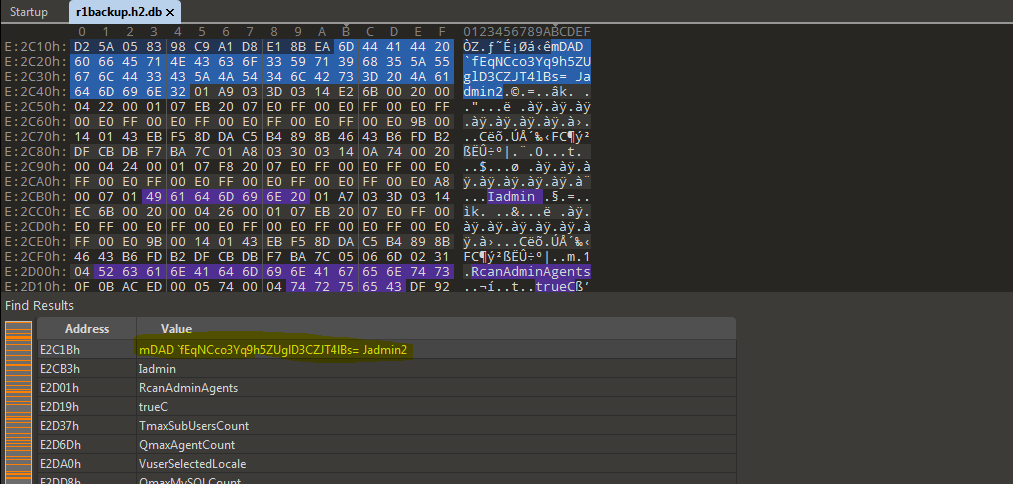 Startup r1backup.h2.db ×
0 1 2 3 4 5 6 7 8 9 A B C D E F 0123456789ABCDEF
E:2C10h: D2 5A 05 83 98 C9 A1 D8 E1 8B EA 6D 44 41 44 20 ÒZ.ƒ˜É¡Øá‹êmDAD
E:2C20h: 60 66 45 71 4E 43 63 6F 33 59 71 39 68 35 5A 55 `fEqNCco3Yq9h5ZU
E:2C30h: 67 6C 44 33 43 5A 4A 54 34 6C 42 73 3D 20 4A 61 glD3CZJT4lBs= Ja
E:2C40h: 64 6D 69 6E 32 01 A9 03 3D 03 14 E2 6B 00 20 00 dmin2.©.=..âk. .
E:2C50h: 04 22 00 01 07 EB 20 07 E0 FF 00 E0 FF 00 E0 FF ."...ë .àÿ.àÿ.àÿ
E:2C60h: 00 E0 FF 00 E0 FF 00 E0 FF 00 E0 FF 00 E0 9B 00 .àÿ.àÿ.àÿ.àÿ.à›.
E:2C70h: 14 01 43 EB F5 8D DA C5 B4 89 8B 46 43 B6 FD B2 ..Cëõ.ÚÅ´‰‹FC¶ý²
E:2C80h: DF CB DB F7 BA 7C 01 A8 03 30 03 14 0A 74 00 20 ßËÛ÷º|.¨.0...t.
E:2C90h: 00 04 24 00 01 07 F8 20 07 E0 FF 00 E0 FF 00 E0 ..$...ø .àÿ.àÿ.à
E:2CA0h: FF 00 E0 FF 00 E0 FF 00 E0 FF 00 E0 FF 00 E0 A8 ÿ.àÿ.àÿ.àÿ.àÿ.à¨
E:2CB0h: 00 07 01 49 61 64 6D 69 6E 20 01 A7 03 3D 03 14 ...Iadmin .§.=..
E:2CC0h: EC 6B 00 20 00 04 26 00 01 07 EB 20 07 E0 FF 00 ìk. ..&...ë .àÿ.
E:2CD0h: E0 FF 00 E0 FF 00 E0 FF 00 E0 FF 00 E0 FF 00 E0 àÿ.àÿ.àÿ.àÿ.àÿ.à
E:2CE0h: FF 00 E0 9B 00 14 01 43 EB F5 8D DA C5 B4 89 8B ÿ.à›...Cëõ.ÚÅ´‰‹
E:2CF0h: 46 43 B6 FD B2 DF CB DB F7 BA 7C 05 06 6D 02 31 FC¶ý²ßËÛ÷º|..m.1
E:2D00h: 04 52 63 61 6E 41 64 6D 69 6E 41 67 65 6E 74 73 .RcanAdminAgents
E:2D10h: 0F 0B AC ED 00 05 74 00 04 74 72 75 65 43 DF 92 ..¬í..t..trueCß’
Find Results
Address Value
E2C1Bh mDAD `fEqNCco3Yq9h5ZUglD3CZJT4lBs= Jadmin2
E2CB3h Iadmin
E2D01h RcanAdminAgents
E2D19h trueC
E2D37h TmaxSubUsersCount
E2D6Dh QmaxAgentCount
E2DA0h VuserSelectedLocale
E2DD8h QmaxMySQLCount